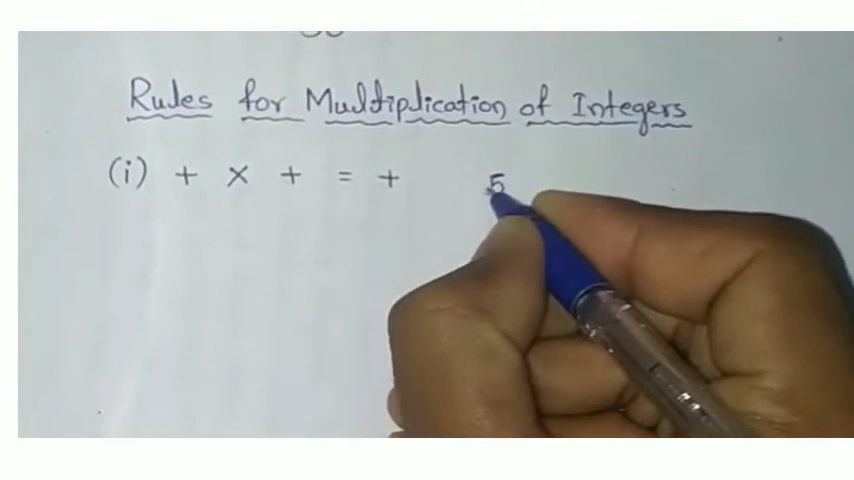 Rules for Multiplication of Integers
(i) + × + = + 5